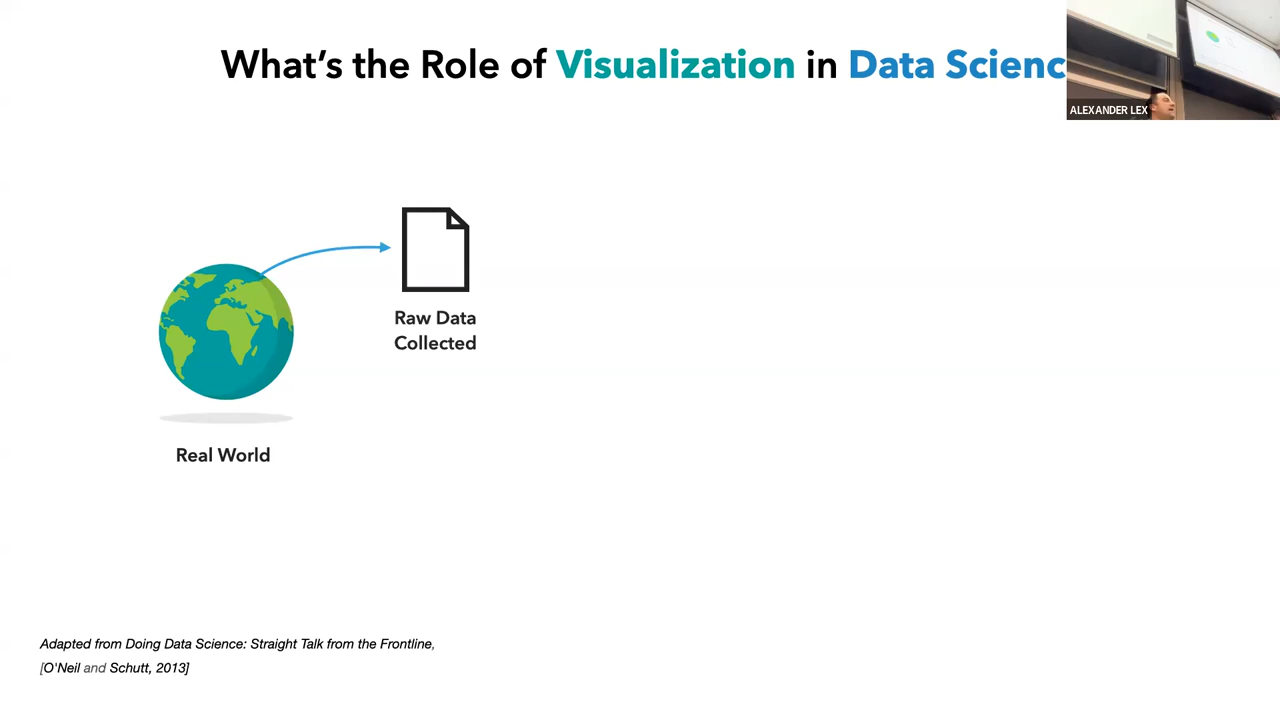 What's the Role of Visualization in Data Scienc
ALEXANDER LEX
Raw Data
Collected
Real World
Adapted from Doing Data Science: Straight Talk from the Frontline,
[O'Neil and Schutt, 2013]